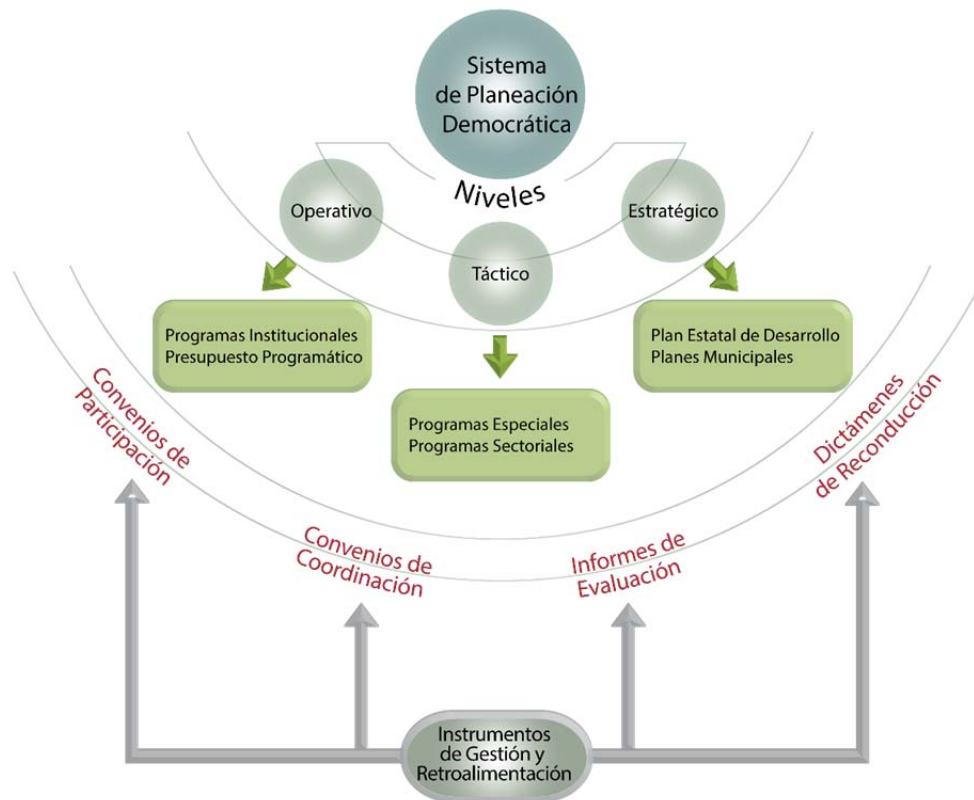 Sistema
de Planeación
Democrática
Niveles
Operativo
Táctico
Estratégico
Programas Institucionales
Presupuesto Programático
Programas Especiales
Programas Sectoriales
Plan Estatal de Desarrollo
Planes Municipales
Convenios de
Participación
Convenios de
Coordinación
Informes de
Evaluación
Dictámenes
de Reconducción
Instrumentos
de Gestión y
Retroalimentación